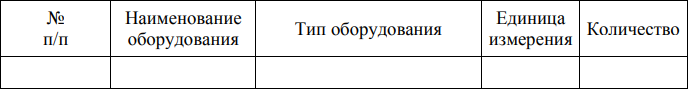 №
п/п
Наименование
оборудования
Тип оборудования
Единица
измерения
Количество